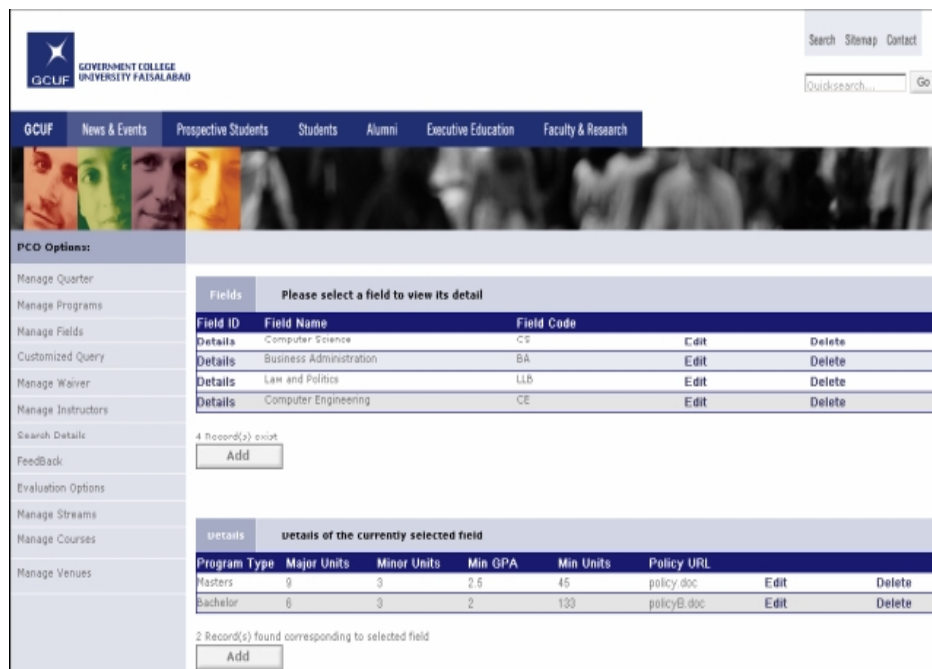 Search Sitemap Contact
GCUF
GOVERNMENT COLLEGE
UNIVERSITY FAISALABAD
Quicksearch... Go
GCUF News & Events Prospective Students Students Alumni Executive Education Faculty & Research
PCO Options:
Manage Quarter
Manage Programs
Manage Fields
Customized Query
Manage Waiver
Manage Instructors
Search Details
FeedBack
Evaluation Options
Manage Streams
Manage Courses
Manage Venues
Fields Please select a field to view its detail
Field ID Field Name Field Code
Details Computer Science CS Edit Delete
Details Business Administration BA Edit Delete
Details Law and Politics LLB Edit Delete
Details Computer Engineering CE Edit Delete
4 Record(s) exist
Add
Details Details of the currently selected field
Program Type Major Units Minor Units Min GPA Min Units Policy URL
Masters 9 3 2.5 45 policy.doc Edit Delete
Bachelor 6 3 2 133 policyB.doc Edit Delete
2 Record(s) found corresponding to selected field
Add